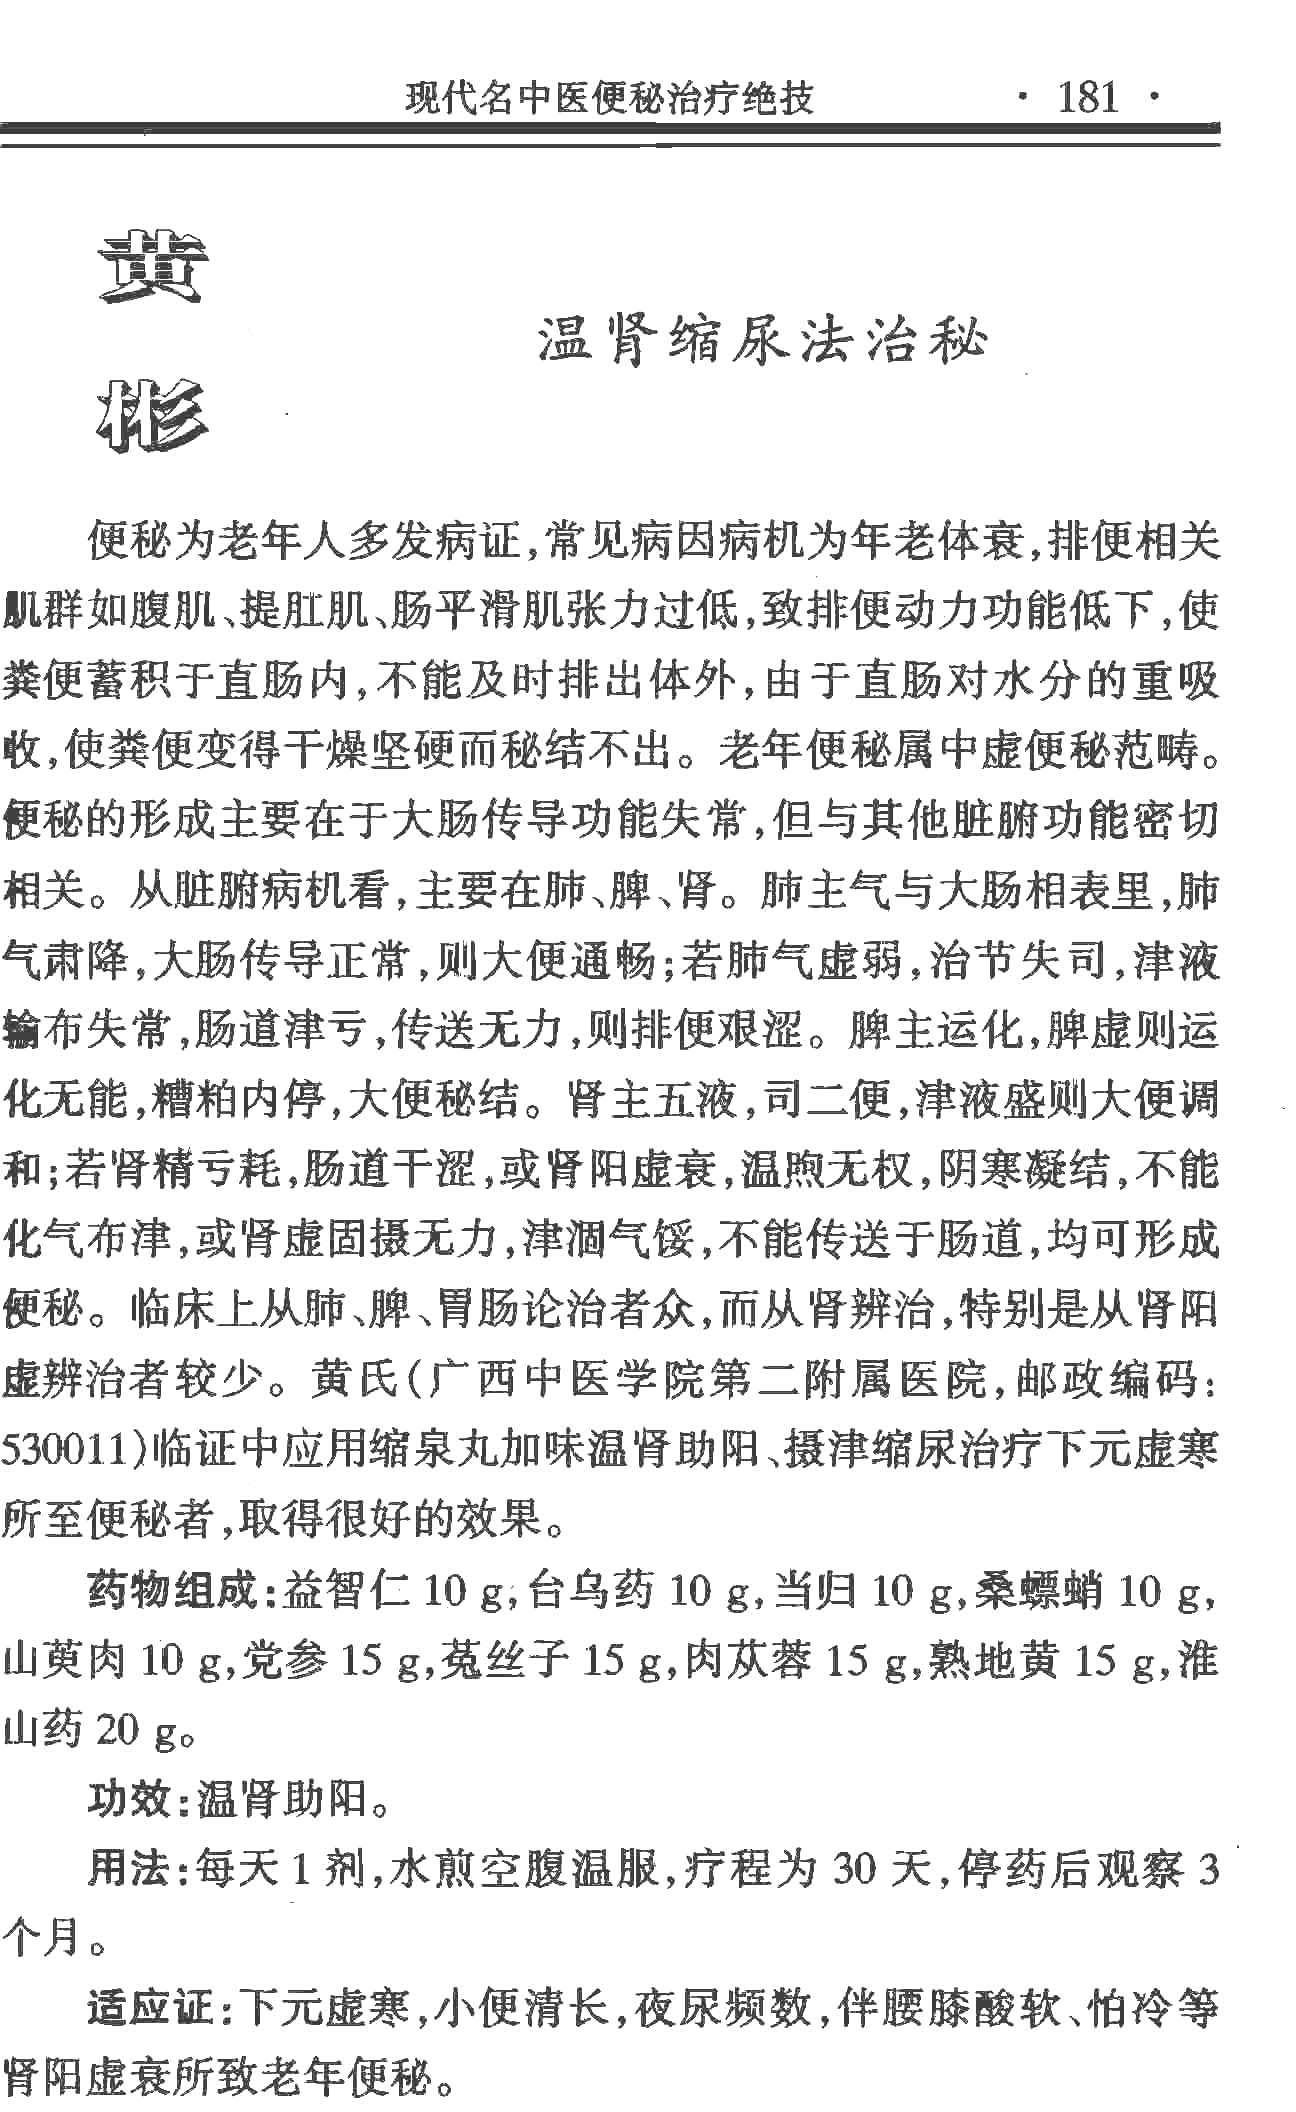 现代名中医便秘治疗绝技 · 181 ·
黄
彬
温肾缩尿法治秘
便秘为老年人多发病证,常见病因病机为年老体衰,排便相关
肌群如腹肌、提肛肌、肠平滑肌张力过低,致排便动力功能低下,使
粪便蓄积于直肠内,不能及时排出体外,由于直肠对水分的重吸
收,使粪便变得干燥坚硬而秘结不出。老年便秘属中虚便秘范畴。
便秘的形成主要在于大肠传导功能失常,但与其他脏腑功能密切
相关。从脏腑病机看,主要在肺、脾、肾。肺主气与大肠相表里,肺
气肃降,大肠传导正常,则大便通畅;若肺气虚弱,治节失司,津液
输布失常,肠道津亏,传送无力,则排便艰涩。脾主运化,脾虚则运
化无能,糟粕内停,大便秘结。肾主五液,司二便,津液盛则大便调
和;若肾精亏耗,肠道干涩,或肾阳虚衰,温煦无权,阴寒凝结,不能
化气布津,或肾虚固摄无力,津涸气馁,不能传送于肠道,均可形成
便秘。临床上从肺、脾、胃肠论治者众,而从肾辨治,特别是从肾阳
虚辨治者较少。黄氏(广西中医学院第二附属医院,邮政编码:
530011)临证中应用缩泉丸加味温肾助阳、摄津缩尿治疗下元虚寒
所至便秘者,取得很好的效果。
药物组成:益智仁 10 g,台乌药 10 g,当归 10 g,桑螵蛸 10 g,
山萸肉 10 g,党参 15 g,菟丝子 15 g,肉苁蓉 15 g,熟地黄 15 g,淮
山药 20 g。
功效:温肾助阳。
用法:每天 1 剂,水煎空腹温服,疗程为 30 天,停药后观察 3
个月。
适应证:下元虚寒,小便清长,夜尿频数,伴腰膝酸软、怕冷等
肾阳虚衰所致老年便秘。